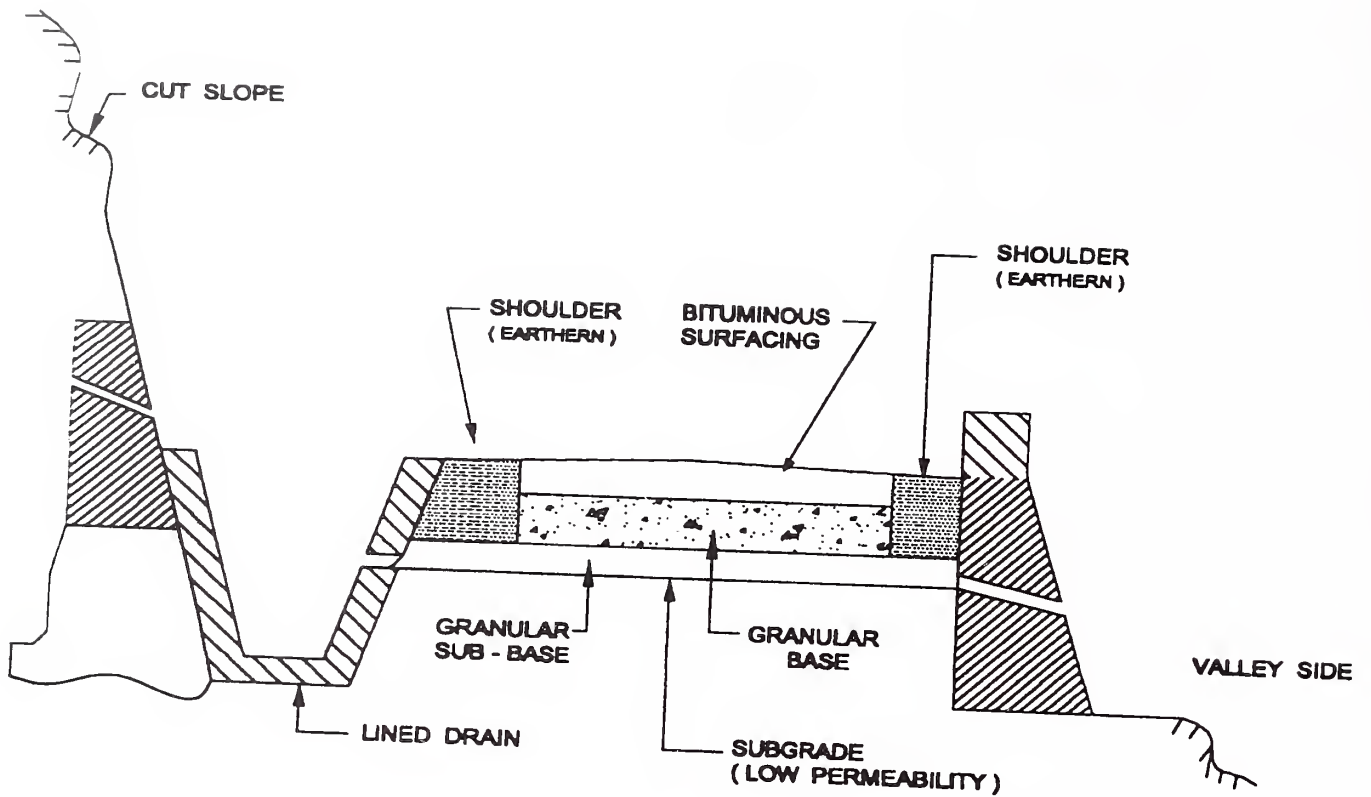 CUT SLOPE
SHOULDER
( EARTHERN )
SHOULDER
( EARTHERN )
BITUMINOUS
SURFACING
GRANULAR
SUB - BASE
GRANULAR
BASE
VALLEY SIDE
LINED DRAIN
SUBGRADE
( LOW PERMEABILITY )